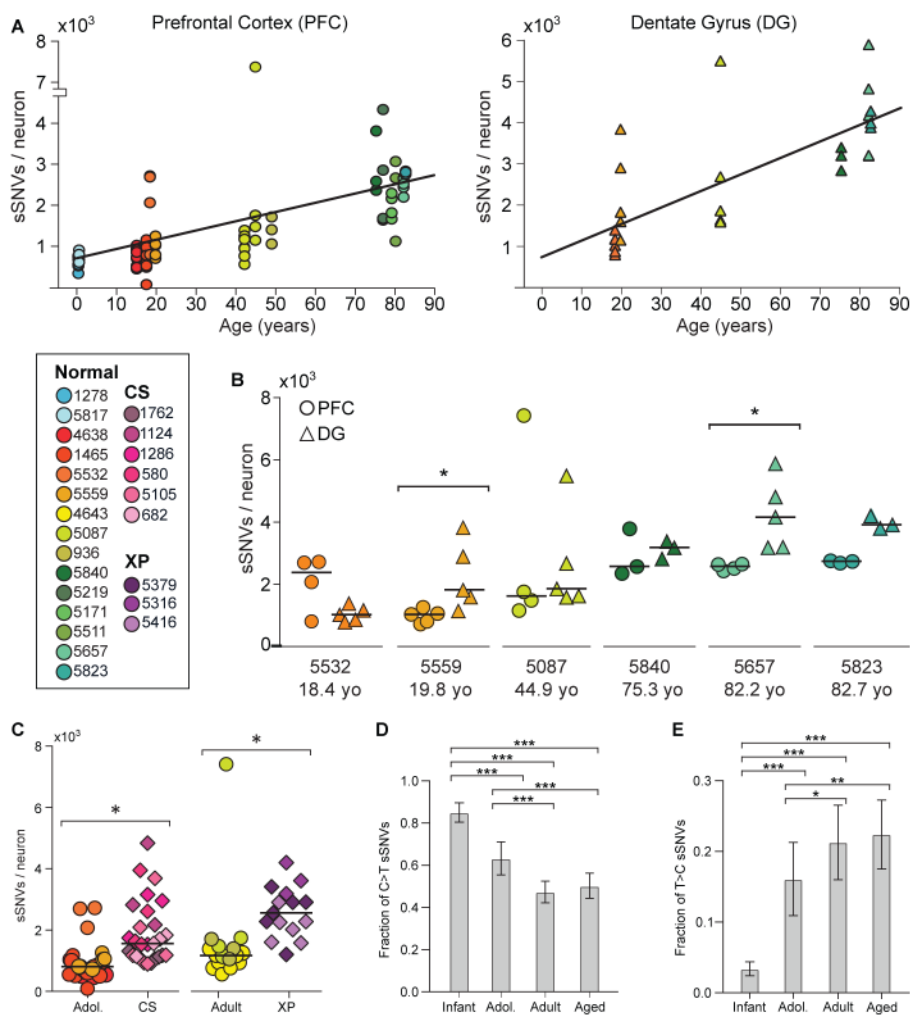 A
Prefrontal Cortex (PFC)
x10³
8
7
4
3
2
1
sSNVs / neuron
0 10 20 30 40 50 60 70 80 90
Age (years)
Dentate Gyrus (DG)
x10³
6
5
4
3
2
1
sSNVs / neuron
0 10 20 30 40 50 60 70 80 90
Age (years)
Normal
1278
5817
4638
1465
5532
5559
4643
5087
936
5840
5219
5171
5511
5657
5823
CS
1762
1124
1286
580
5105
682
XP
5379
5316
5416
B
x10³
PFC
DG
8
6
4
2
0
sSNVs / neuron
*
*
5532 5559 5087 5840 5657 5823
18.4 yo 19.8 yo 44.9 yo 75.3 yo 82.2 yo 82.7 yo
C
x10³
8
6
4
2
0
sSNVs / neuron
*
*
Adol. CS Adult XP
D
***
***
***
***
***
1.0
0.8
0.6
0.4
0.2
0.0
Fraction of C>T sSNVs
Infant Adol. Adult Aged
E
***
***
***
**
*
0.3
0.2
0.1
0.0
Fraction of T>C sSNVs
Infant Adol. Adult Aged